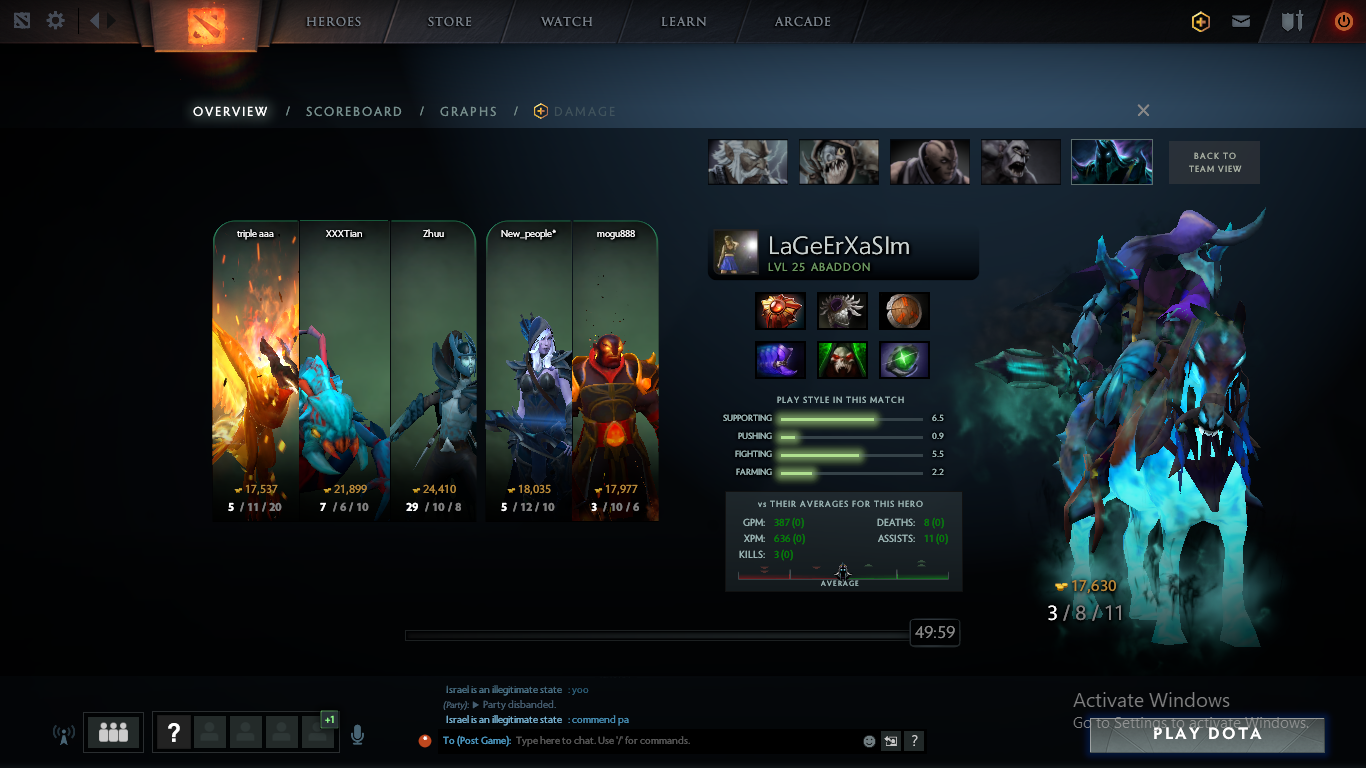 HEROES
STORE
WATCH
LEARN
ARCADE
OVERVIEW / SCOREBOARD / GRAPHS / DAMAGE
BACK TO
TEAM VIEW
triple aaa
XXXTian
Zhuu
New_people*
mogu888
LaGeErXaSIm
LVL 25 ABADDON
PLAY STYLE IN THIS MATCH
SUPPORTING 6.5
PUSHING 0.9
FIGHTING 5.5
FARMING 2.2
17,537
21,899
24,410
18,035
17,977
5 / 11 / 20
7 / 6 / 10
29 / 10 / 8
5 / 12 / 10
3 / 10 / 6
vs THEIR AVERAGES FOR THIS HERO
GPM: 387 (0) DEATHS: 8 (0)
XPM: 636 (0) ASSISTS: 11 (0)
KILLS: 3 (0)
AVERAGE
17,630
3 / 8 / 11
49:59
Israel is an illegitimate state : yoo
(Party): ▶ Party disbanded.
Israel is an illegitimate state : commend pa
To (Post Game): Type here to chat. Use '/' for commands.
?
?
+1
Activate Windows
Go to Settings to activate Windows.
PLAY DOTA